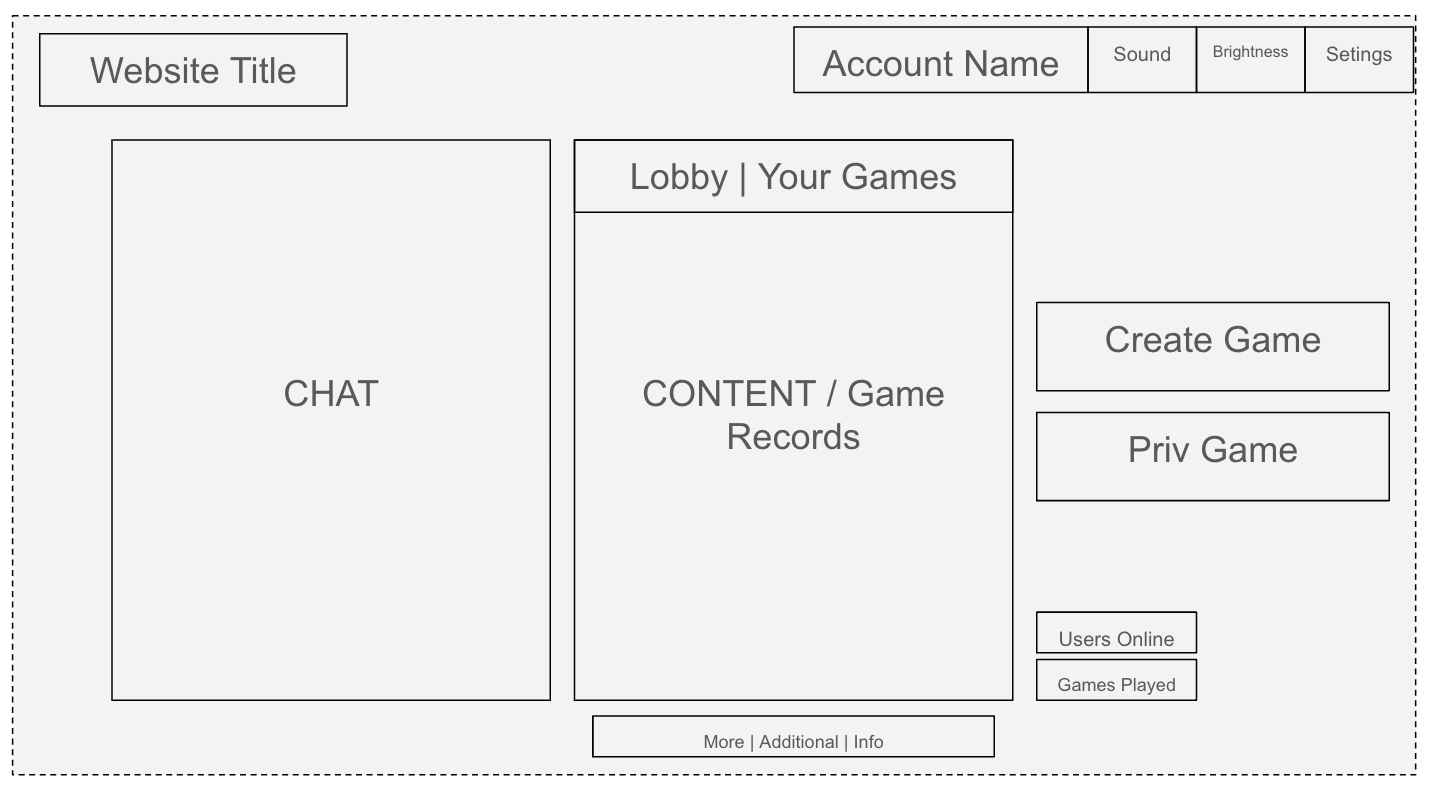 Website Title
Account Name
Sound
Brightness
Setings
CHAT
Lobby | Your Games
CONTENT / Game
Records
Create Game
Priv Game
Users Online
Games Played
More | Additional | Info